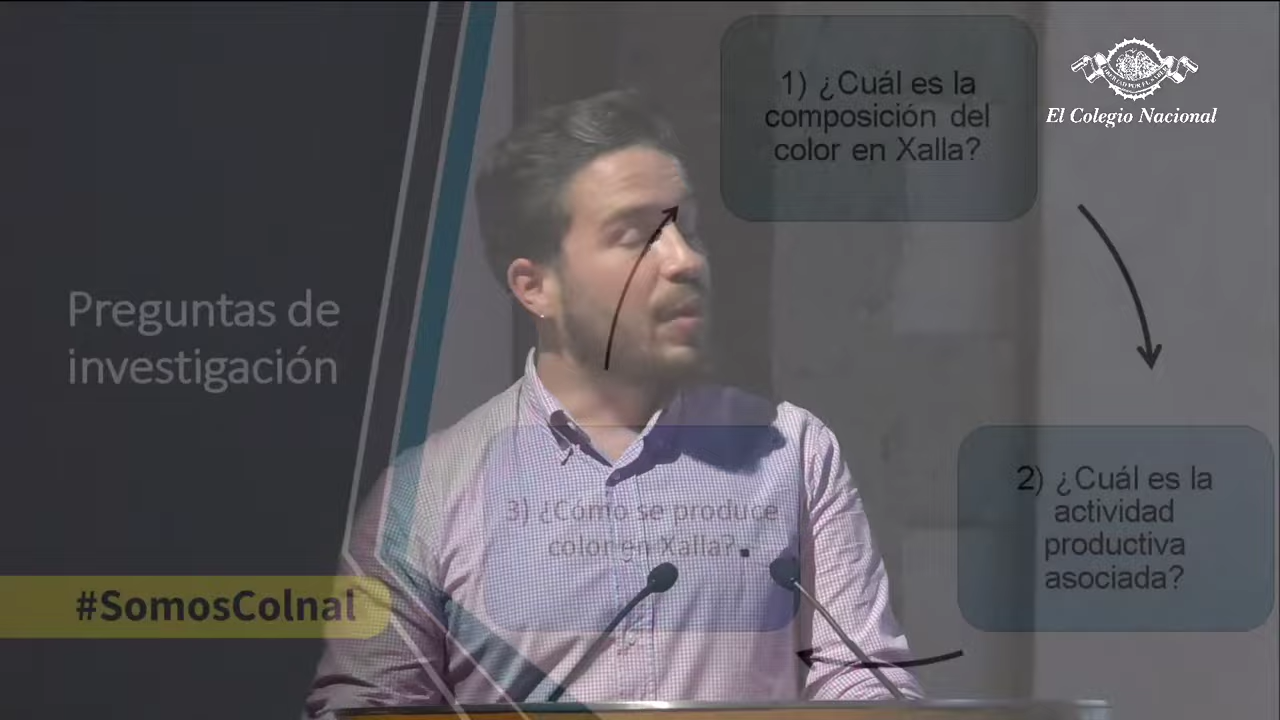 1) ¿Cuál es la
composición del
color en Xalla?
El Colegio Nacional
Preguntas de
investigación
2) ¿Cuál es la
actividad
productiva
asociada?
3) ¿Cómo se produce
color en Xalla?
#SomosColnal